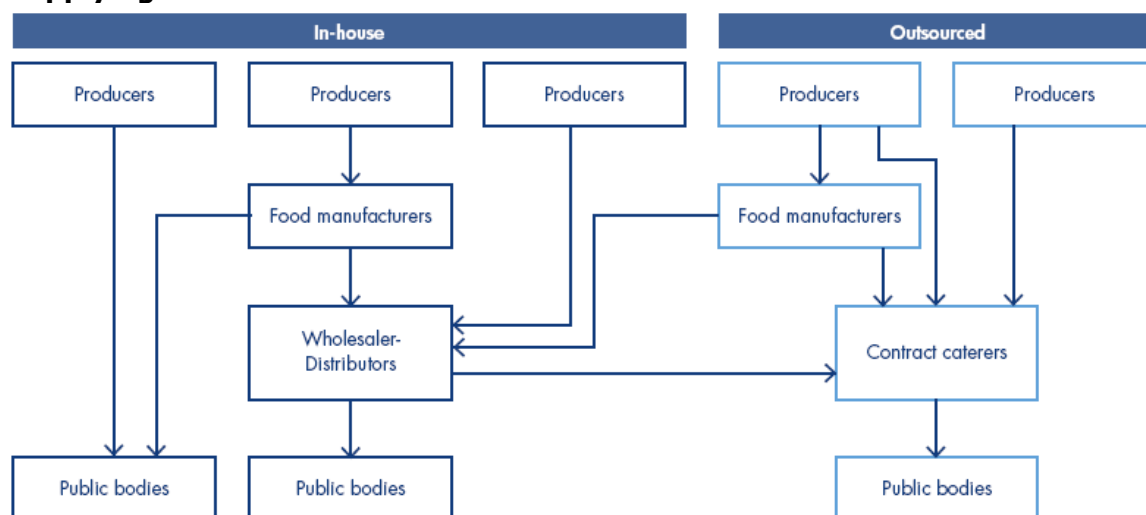 In-house
Outsourced
Producers
Producers
Producers
Producers
Producers
Food manufacturers
Food manufacturers
Wholesaler-
Distributors
Contract caterers
Public bodies
Public bodies
Public bodies